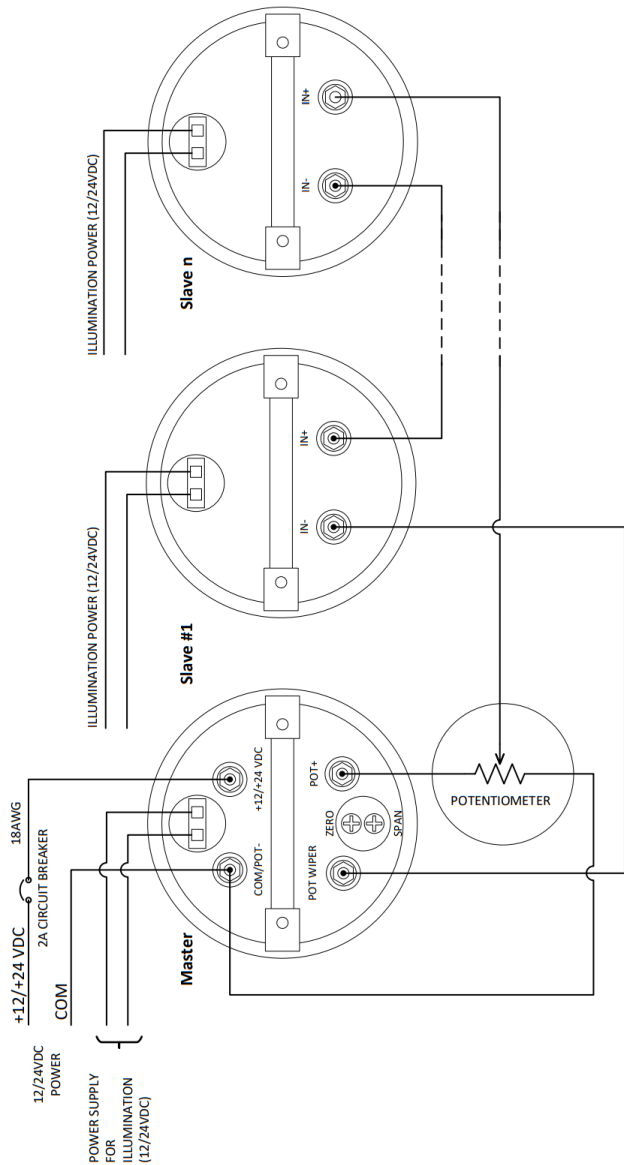 +12/+24 VDC
18AWG
2A CIRCUIT BREAKER
COM
12/24VDC
POWER
POWER SUPPLY
FOR
ILLUMINATION
(12/24VDC)
Master
COM/POT-
+12/+24 VDC
POT WIPER
ZERO
SPAN
POT+
POTENTIOMETER
ILLUMINATION POWER (12/24VDC)
Slave #1
IN-
IN+
ILLUMINATION POWER (12/24VDC)
Slave n
IN-
IN+